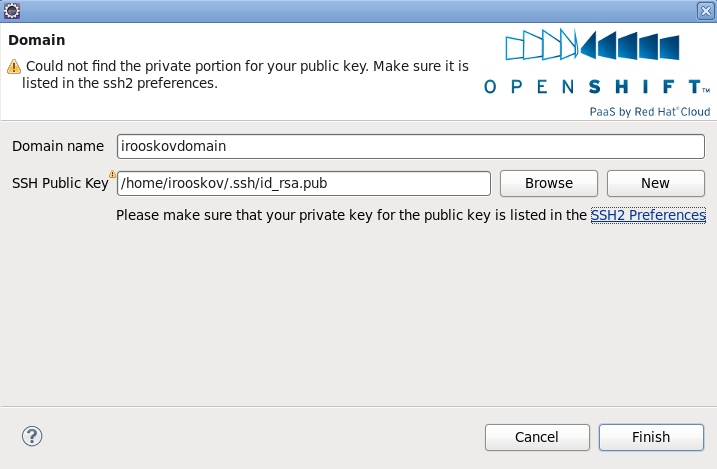 Domain
Could not find the private portion for your public key. Make sure it is
listed in the ssh2 preferences.
OPENSHIFT™
PaaS by Red Hat® Cloud
Domain name irooskovdomain
SSH Public Key /home/irooskov/.ssh/id_rsa.pub Browse New
Please make sure that your private key for the public key is listed in the SSH2 Preferences
? Cancel Finish